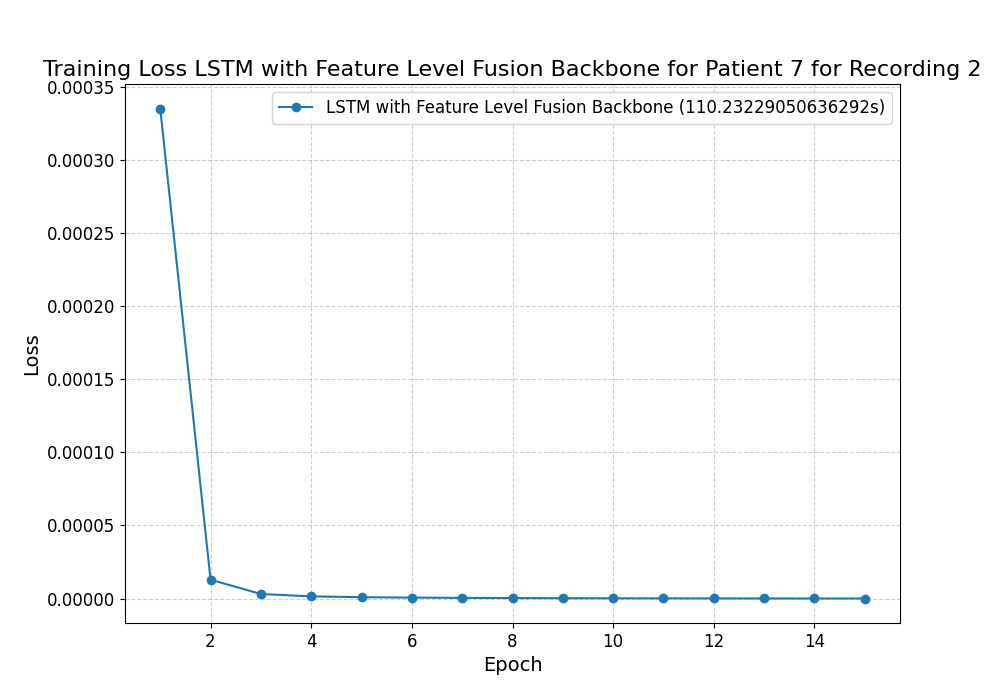 Training Loss LSTM with Feature Level Fusion Backbone for Patient 7 for Recording 2
LSTM with Feature Level Fusion Backbone (110.23229050636292s)
0.00035
0.00030
0.00025
0.00020
0.00015
0.00010
0.00005
0.00000
Loss
2 4 6 8 10 12 14
Epoch